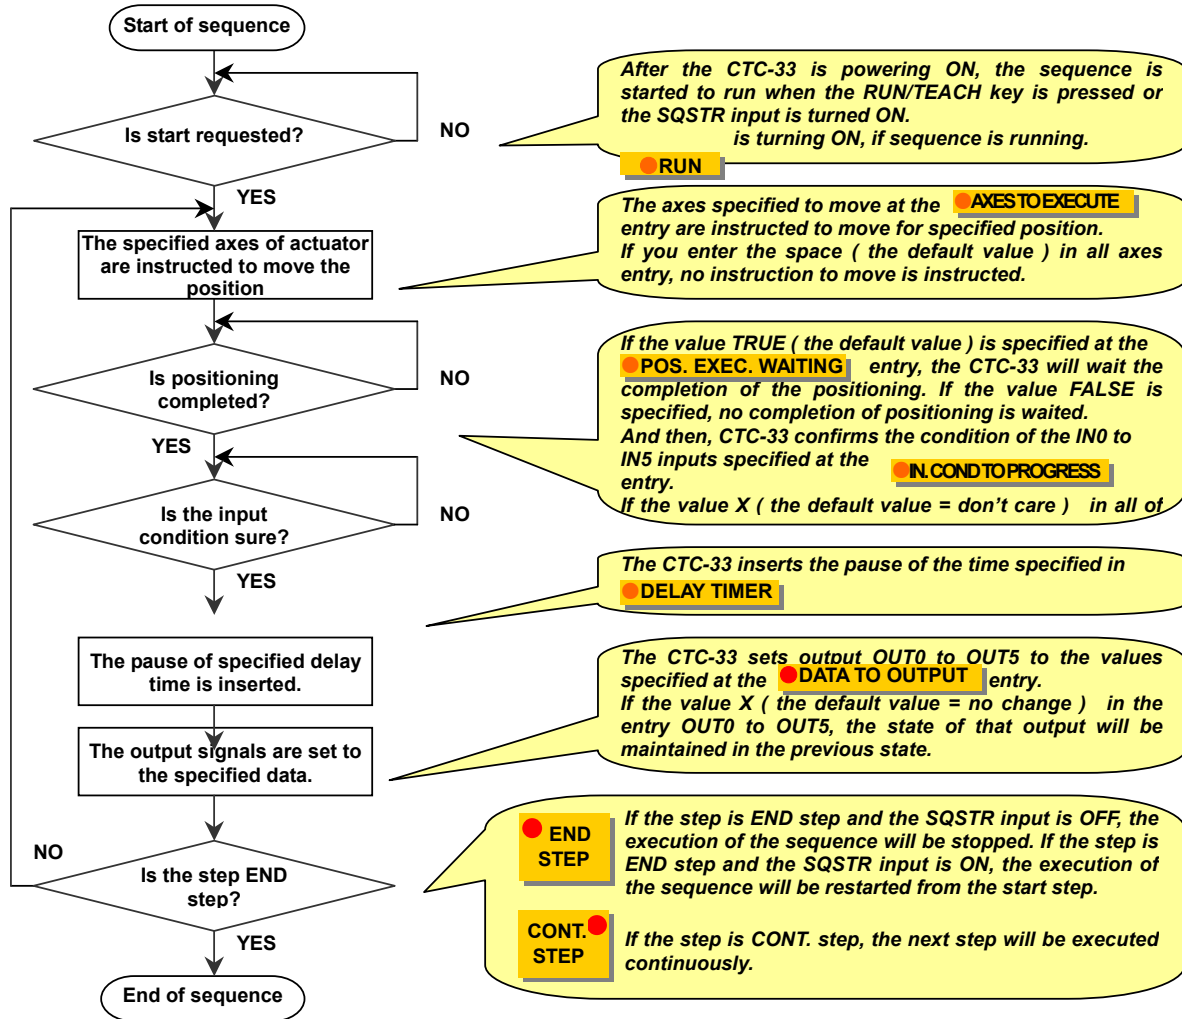 Start of sequence
Is start requested?
NO
YES
After the CTC-33 is powering ON, the sequence is
started to run when the RUN/TEACH key is pressed or
the SQSTR input is turned ON.
is turning ON, if sequence is running.
RUN
The specified axes of actuator
are instructed to move the
position
The axes specified to move at the AXES TO EXECUTE
entry are instructed to move for specified position.
If you enter the space ( the default value ) in all axes
entry, no instruction to move is instructed.
Is positioning
completed?
NO
YES
If the value TRUE ( the default value ) is specified at the
POS. EXEC. WAITING entry, the CTC-33 will wait the
completion of the positioning. If the value FALSE is
specified, no completion of positioning is waited.
And then, CTC-33 confirms the condition of the IN0 to
IN5 inputs specified at the IN. COND TO PROGRESS
entry.
If the value X ( the default value = don't care ) in all of
Is the input
condition sure?
NO
YES
The CTC-33 inserts the pause of the time specified in
DELAY TIMER
The pause of specified delay
time is inserted.
The CTC-33 sets output OUT0 to OUT5 to the values
specified at the DATA TO OUTPUT entry.
If the value X ( the default value = no change ) in the
entry OUT0 to OUT5, the state of that output will be
maintained in the previous state.
The output signals are set to
the specified data.
NO
Is the step END
step?
YES
END
STEP
If the step is END step and the SQSTR input is OFF, the
execution of the sequence will be stopped. If the step is
END step and the SQSTR input is ON, the execution of
the sequence will be restarted from the start step.
CONT.
STEP
If the step is CONT. step, the next step will be executed
continuously.
End of sequence